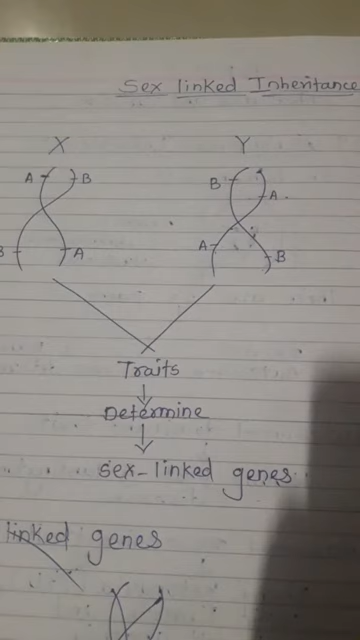 Sex linked Inheritance
X Y
A B B A
B A A B
Traits
Determine
sex-linked genes
linked genes